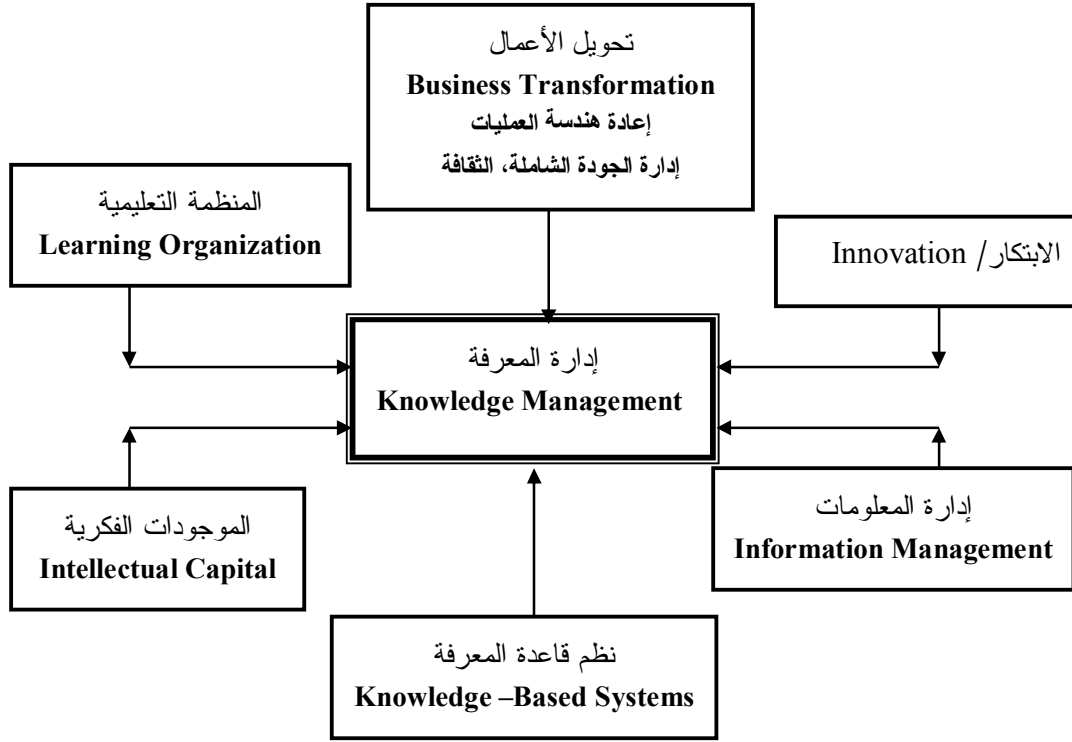 تحويل الأعمال
Business Transformation
إعادة هندسة العمليات
إدارة الجودة الشاملة، الثقافة
المنظمة التعليمية
Learning Organization
الابتكار/ Innovation
إدارة المعرفة
Knowledge Management
الموجودات الفكرية
Intellectual Capital
إدارة المعلومات
Information Management
نظم قاعدة المعرفة
Knowledge –Based Systems